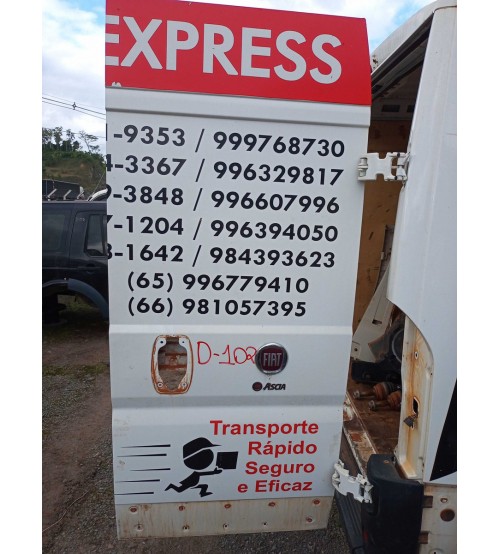 EXPRESS
-9353 / 999768730
-3367 / 996329817
-3848 / 996607996
-1204 / 996394050
-1642 / 984393623
(65) 996779410
(66) 981057395
D-102
FIAT
ASCIA
Transporte
Rápido
Seguro
e Eficaz